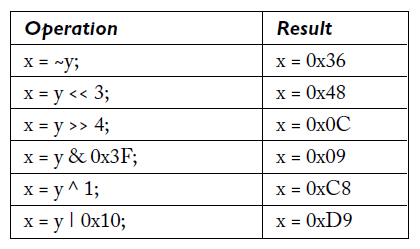 Operation Result
x = ~y; x = 0x36
x = y << 3; x = 0x48
x = y >> 4; x = 0x0C
x = y & 0x3F; x = 0x09
x = y ^ 1; x = 0xC8
x = y | 0x10; x = 0xD9